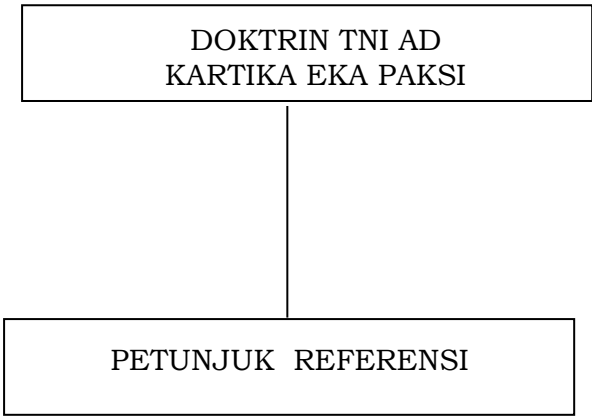 DOKTRIN TNI AD
KARTIKA EKA PAKSI
PETUNJUK REFERENSI